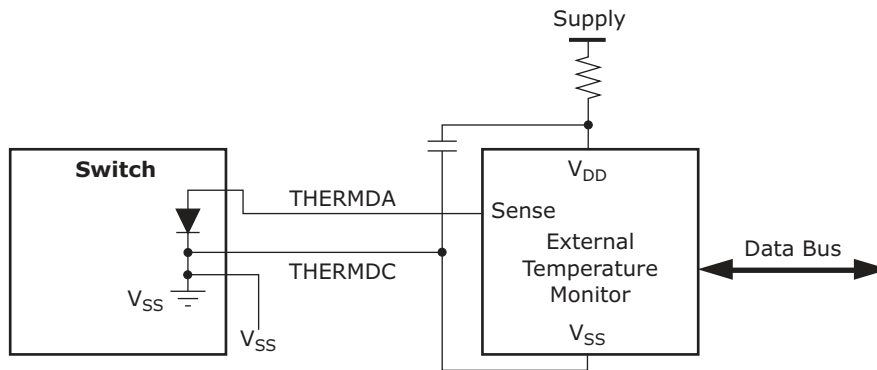 Supply
Switch
V_DD
THERMDA
Sense
External
Temperature
Monitor
Data Bus
THERMDC
V_SS
V_SS
V_SS